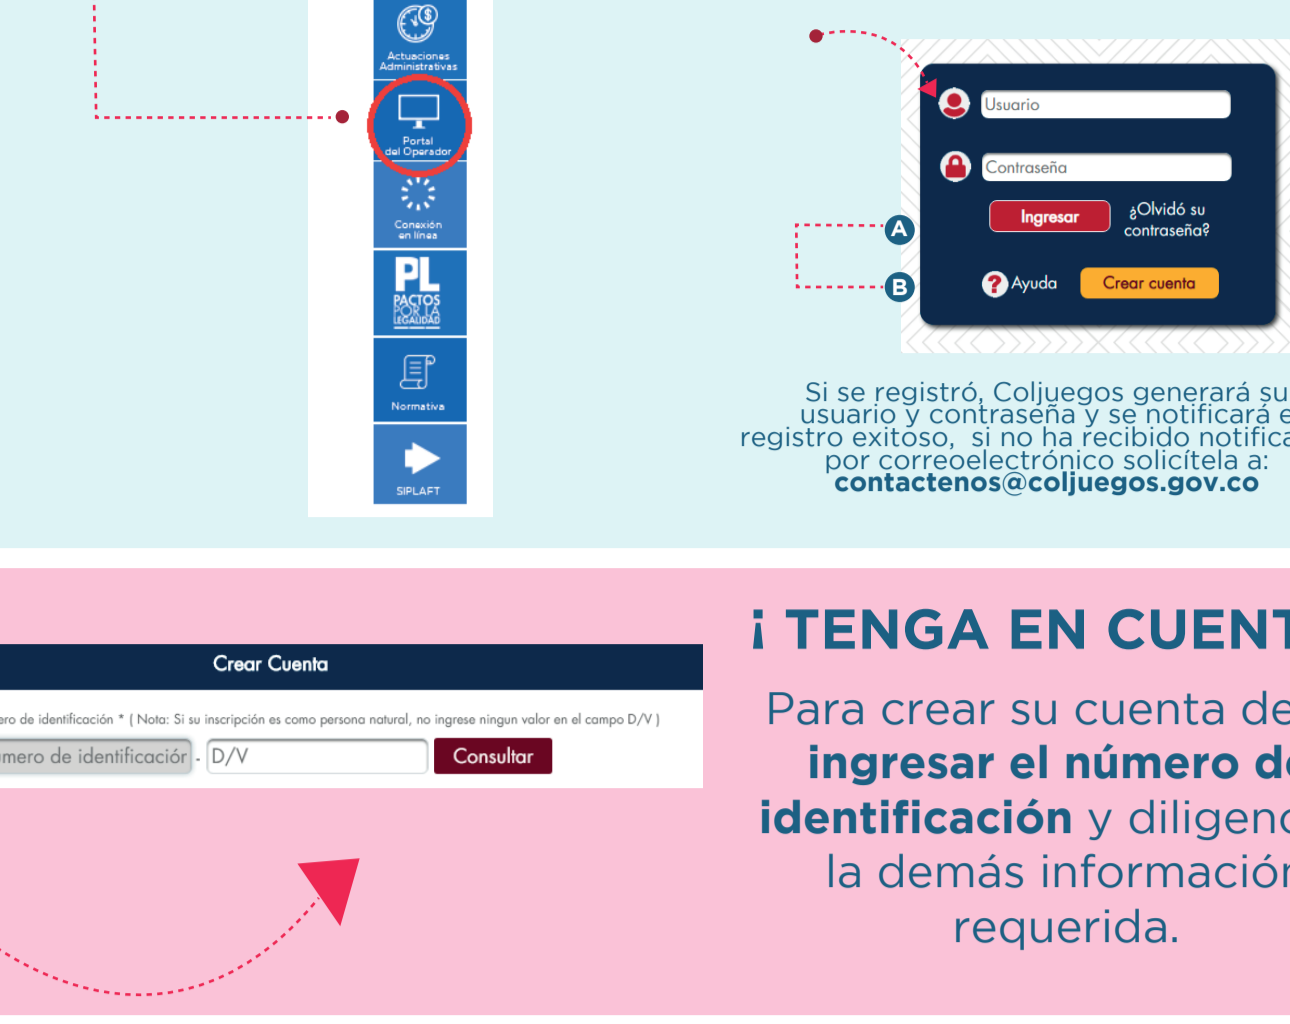 Actuaciones
Administrativas
Portal
del Operador
Conexión
en línea
PL
PACTOS
POR LA
LEGALIDAD
Normativa
SIPLAFT
Usuario
Contraseña
A
Ingresar
¿Olvidó su
contraseña?
B
? Ayuda
Crear cuenta
Si se registró, Coljuegos generará su
usuario y contraseña y se notificará e
registro exitoso, si no ha recibido notifica
por correoelectrónico solicítela a:
contactenos@coljuegos.gov.co
Crear Cuenta
ero de identificación * ( Nota: Si su inscripción es como persona natural, no ingrese ningun valor en el campo D/V )
mero de identificación - D/V
Consultar
¡ TENGA EN CUENT
Para crear su cuenta de
ingresar el número de
identificación y diligenc
la demás información
requerida.